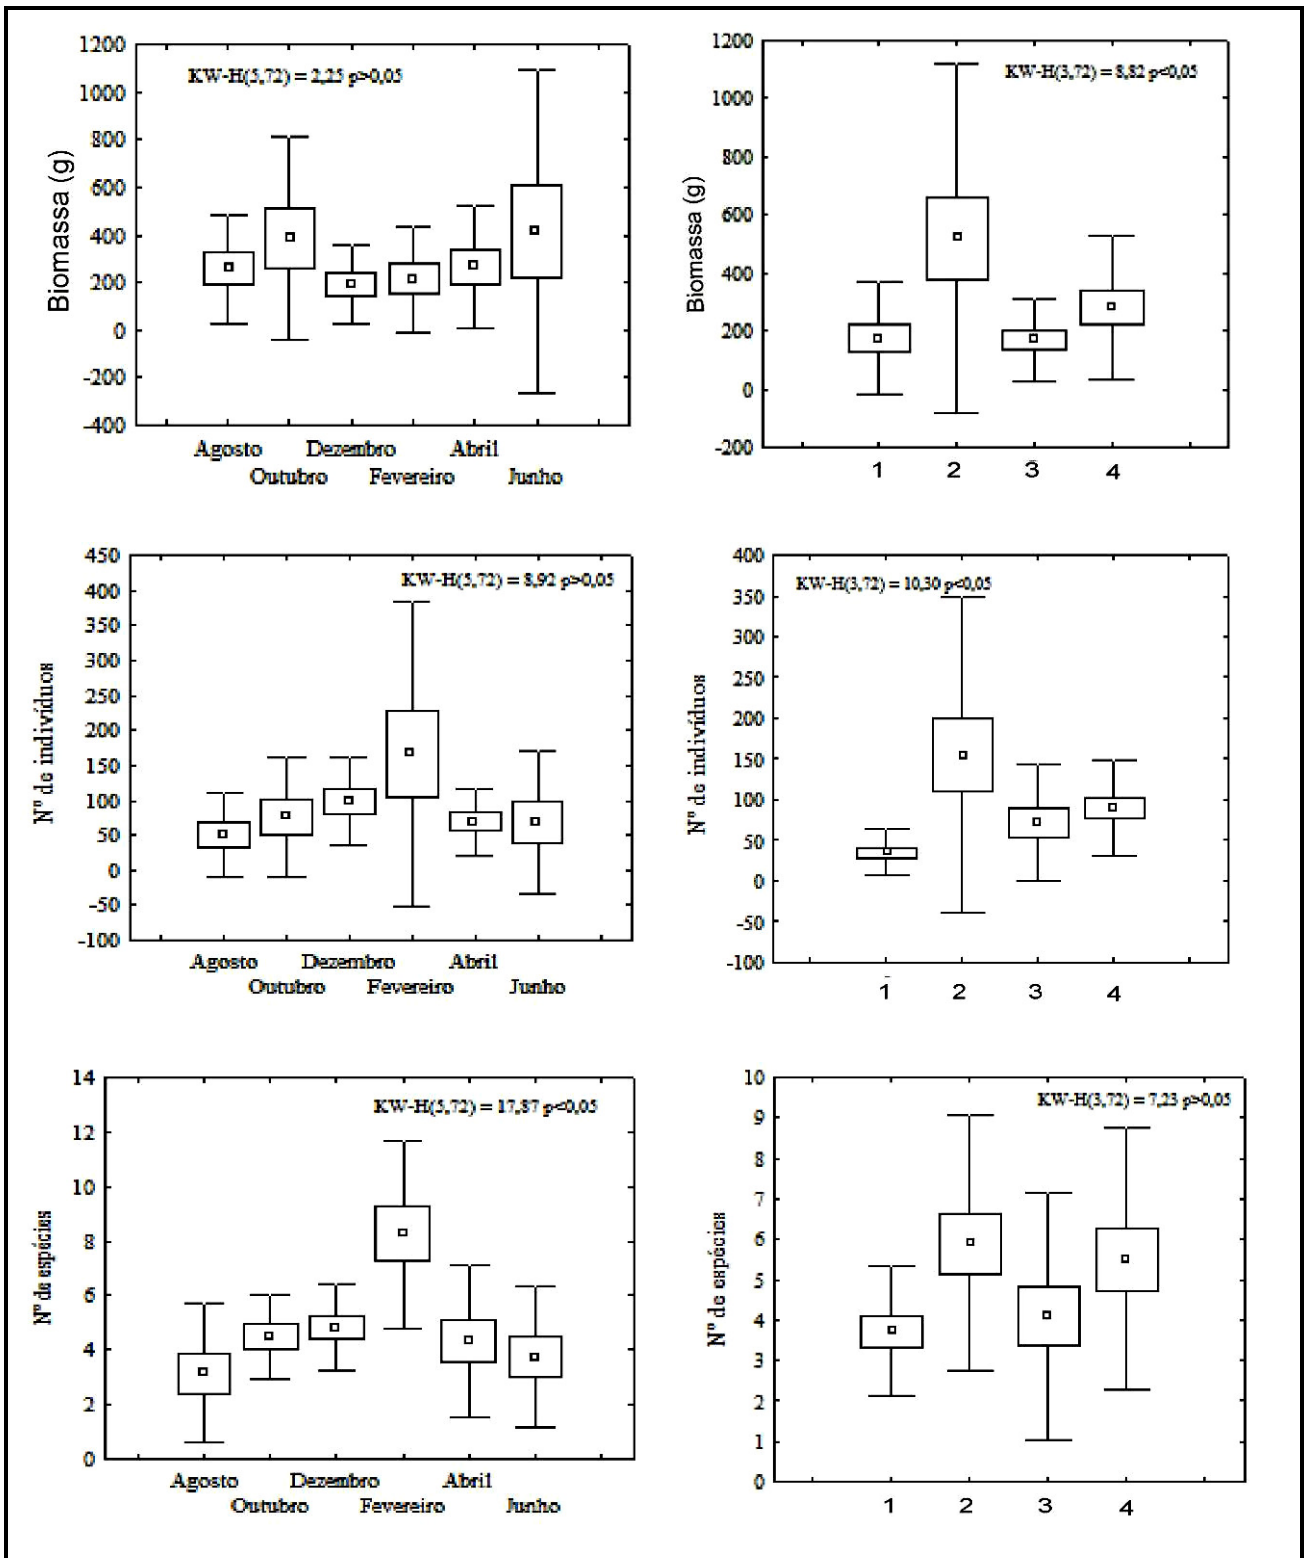 1200
1000
800
600
400
200
0
-200
-400
Biomassa (g)
KW-H(5,72) = 2,25 p>0,05
Agosto
Outubro
Dezembro
Fevereiro
Abril
Junho
1200
1000
800
600
400
200
0
-200
Biomassa (g)
KW-H(3,72) = 8,82 p<0,05
1
2
3
4
450
400
350
300
250
200
150
100
50
0
-50
-100
Nº de indivíduos
KW-H(5,72) = 8,92 p>0,05
Agosto
Outubro
Dezembro
Fevereiro
Abril
Junho
400
350
300
250
200
150
100
50
0
-50
-100
Nº de indivíduos
KW-H(3,72) = 10,30 p<0,05
1
2
3
4
14
12
10
8
6
4
2
0
Nº de espécies
KW-H(5,72) = 17,87 p<0,05
Agosto
Outubro
Dezembro
Fevereiro
Abril
Junho
10
9
8
7
6
5
4
3
2
1
0
Nº de espécies
KW-H(3,72) = 7,23 p>0,05
1
2
3
4